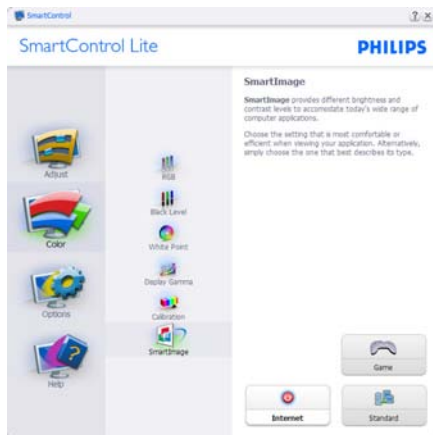 SmartControl
SmartControl Lite
PHILIPS
Adjust
Color
Options
Help
RGB
Black Level
White Point
Display Gamma
Calibration
SmartImage
SmartImage
SmartImage provides different brightness and
contrast levels to accomodate today's wide range of
computer applications.
Choose the setting that is most comfortable or
efficient when viewing your application. Alternatively,
simply choose the one that best describes its type.
Game
Internet
Standard